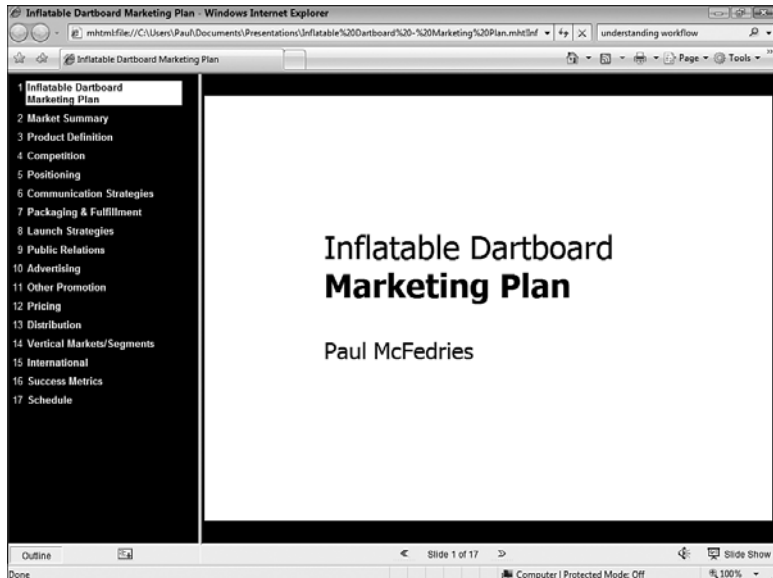 Inflatable Dartboard Marketing Plan - Windows Internet Explorer
mhtml:file://C:\Users\Paul\Documents\Presentations\Inflatable%20Dartboard%20-%20Marketing%20Plan.mht!Inf
understanding workflow
Inflatable Dartboard Marketing Plan
Page
Tools
1 Inflatable Dartboard
Marketing Plan
2 Market Summary
3 Product Definition
4 Competition
5 Positioning
6 Communication Strategies
7 Packaging & Fulfillment
8 Launch Strategies
9 Public Relations
10 Advertising
11 Other Promotion
12 Pricing
13 Distribution
14 Vertical Markets/Segments
15 International
16 Success Metrics
17 Schedule
Inflatable Dartboard
Marketing Plan
Paul McFedries
Outline
Slide 1 of 17
Slide Show
Done
Computer | Protected Mode: Off
100%